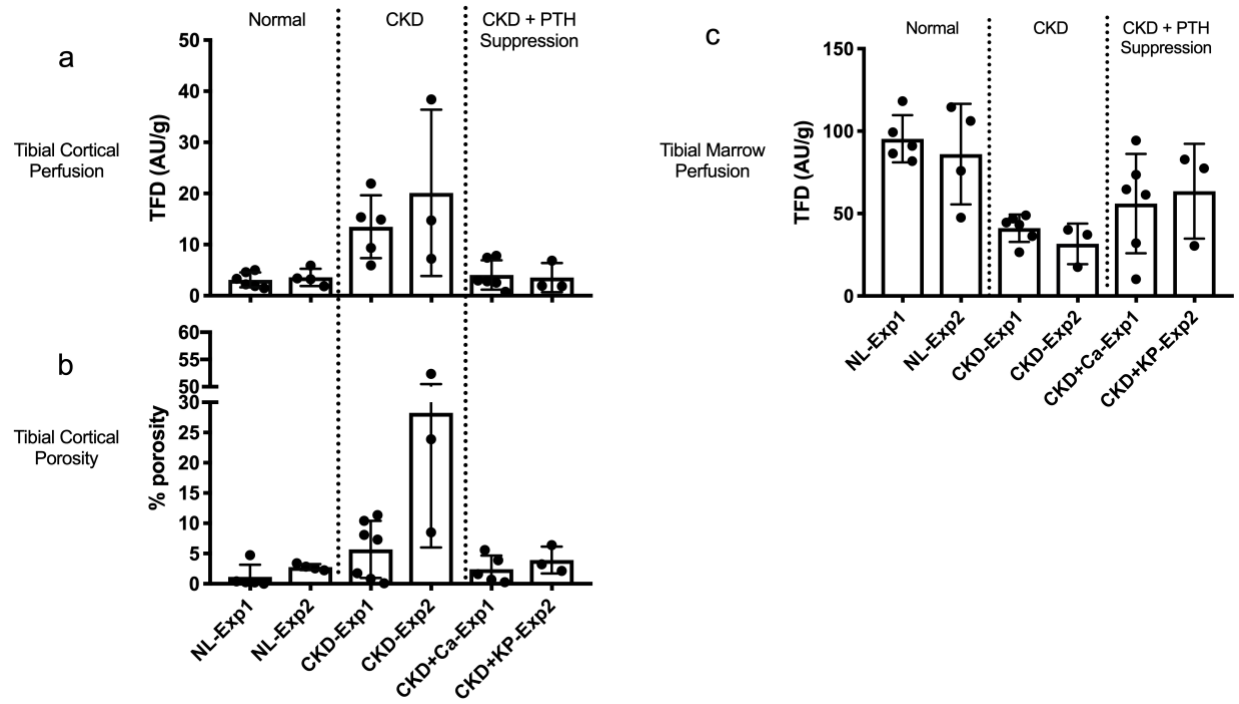 a
Normal
CKD
CKD + PTH
Suppression
Tibial Cortical
Perfusion
TFD (AU/g)
50
40
30
20
10
0
b
Tibial Cortical
Porosity
% porosity
60
55
50
30
25
20
15
10
5
0
NL-Exp1
NL-Exp2
CKD-Exp1
CKD-Exp2
CKD+Ca-Exp1
CKD+KP-Exp2
c
Normal
CKD
CKD + PTH
Suppression
Tibial Marrow
Perfusion
TFD (AU/g)
150
100
50
0
NL-Exp1
NL-Exp2
CKD-Exp1
CKD-Exp2
CKD+Ca-Exp1
CKD+KP-Exp2